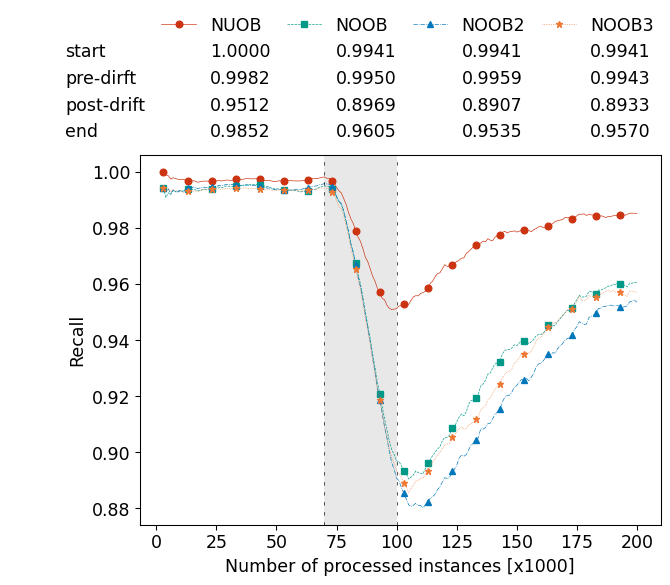 NUOB NOOB NOOB2 NOOB3
start 1.0000 0.9941 0.9941 0.9941
pre-dirft 0.9982 0.9950 0.9959 0.9943
post-drift 0.9512 0.8969 0.8907 0.8933
end 0.9852 0.9605 0.9535 0.9570
1.00
0.98
0.96
0.94
0.92
0.90
0.88
Recall
0 25 50 75 100 125 150 175 200
Number of processed instances [x1000]